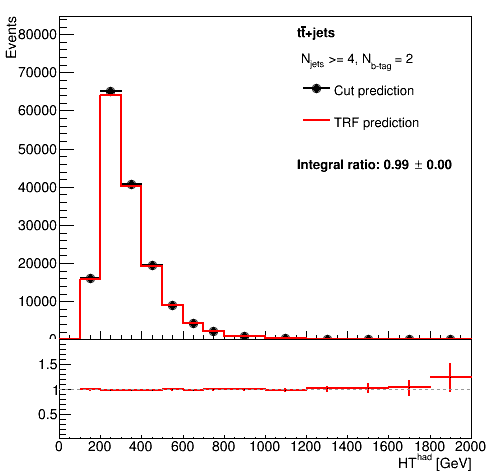 Events
80000
70000
60000
50000
40000
30000
20000
10000
0
tt̄+jets
N_jets >= 4, N_b-tag = 2
Cut prediction
TRF prediction
Integral ratio: 0.99 ± 0.00
1.5
1
0.5
0 200 400 600 800 1000 1200 1400 1600 1800 2000
HT^had [GeV]